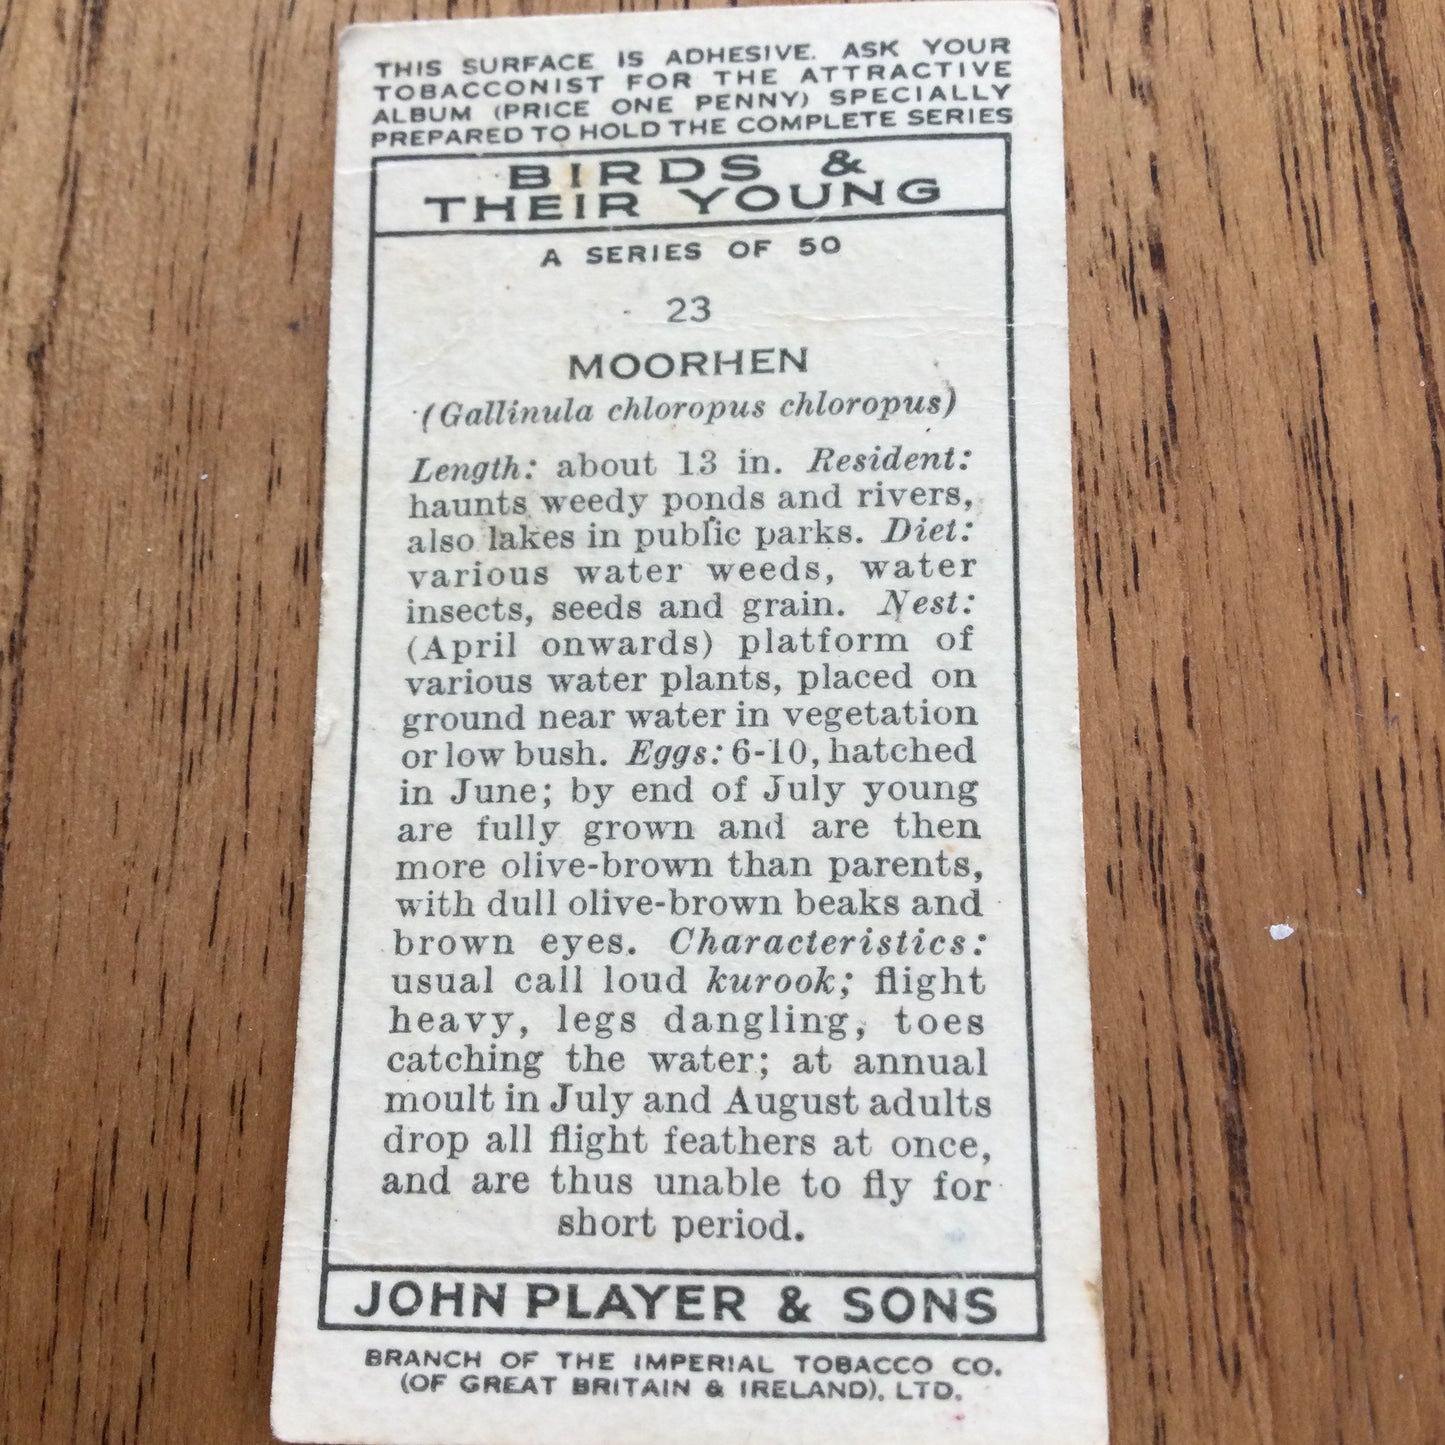 THIS SURFACE IS ADHESIVE. ASK YOUR
TOBACCONIST FOR THE ATTRACTIVE
ALBUM (PRICE ONE PENNY) SPECIALLY
PREPARED TO HOLD THE COMPLETE SERIES
BIRDS &
THEIR YOUNG
A SERIES OF 50
23
MOORHEN
(Gallinula chloropus chloropus)
Length: about 13 in. Resident:
haunts weedy ponds and rivers,
also lakes in public parks. Diet:
various water weeds, water
insects, seeds and grain. Nest:
(April onwards) platform of
various water plants, placed on
ground near water in vegetation
or low bush. Eggs: 6-10, hatched
in June; by end of July young
are fully grown and are then
more olive-brown than parents,
with dull olive-brown beaks and
brown eyes. Characteristics:
usual call loud kurook; flight
heavy, legs dangling, toes
catching the water; at annual
moult in July and August adults
drop all flight feathers at once,
and are thus unable to fly for
short period.
JOHN PLAYER & SONS
BRANCH OF THE IMPERIAL TOBACCO CO.
(OF GREAT BRITAIN & IRELAND), LTD.